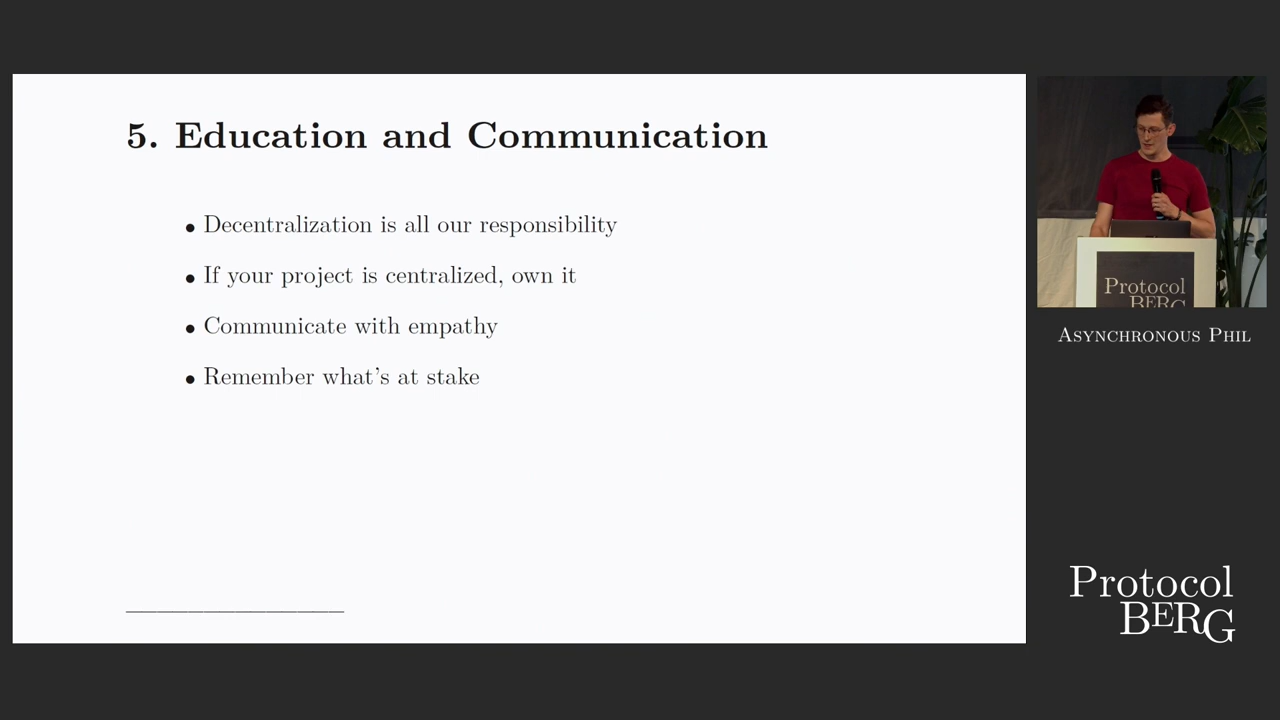 5. Education and Communication
• Decentralization is all our responsibility
• If your project is centralized, own it
• Communicate with empathy
• Remember what's at stake
Protocol
BERG
Asynchronous Phil
Protocol
BERG